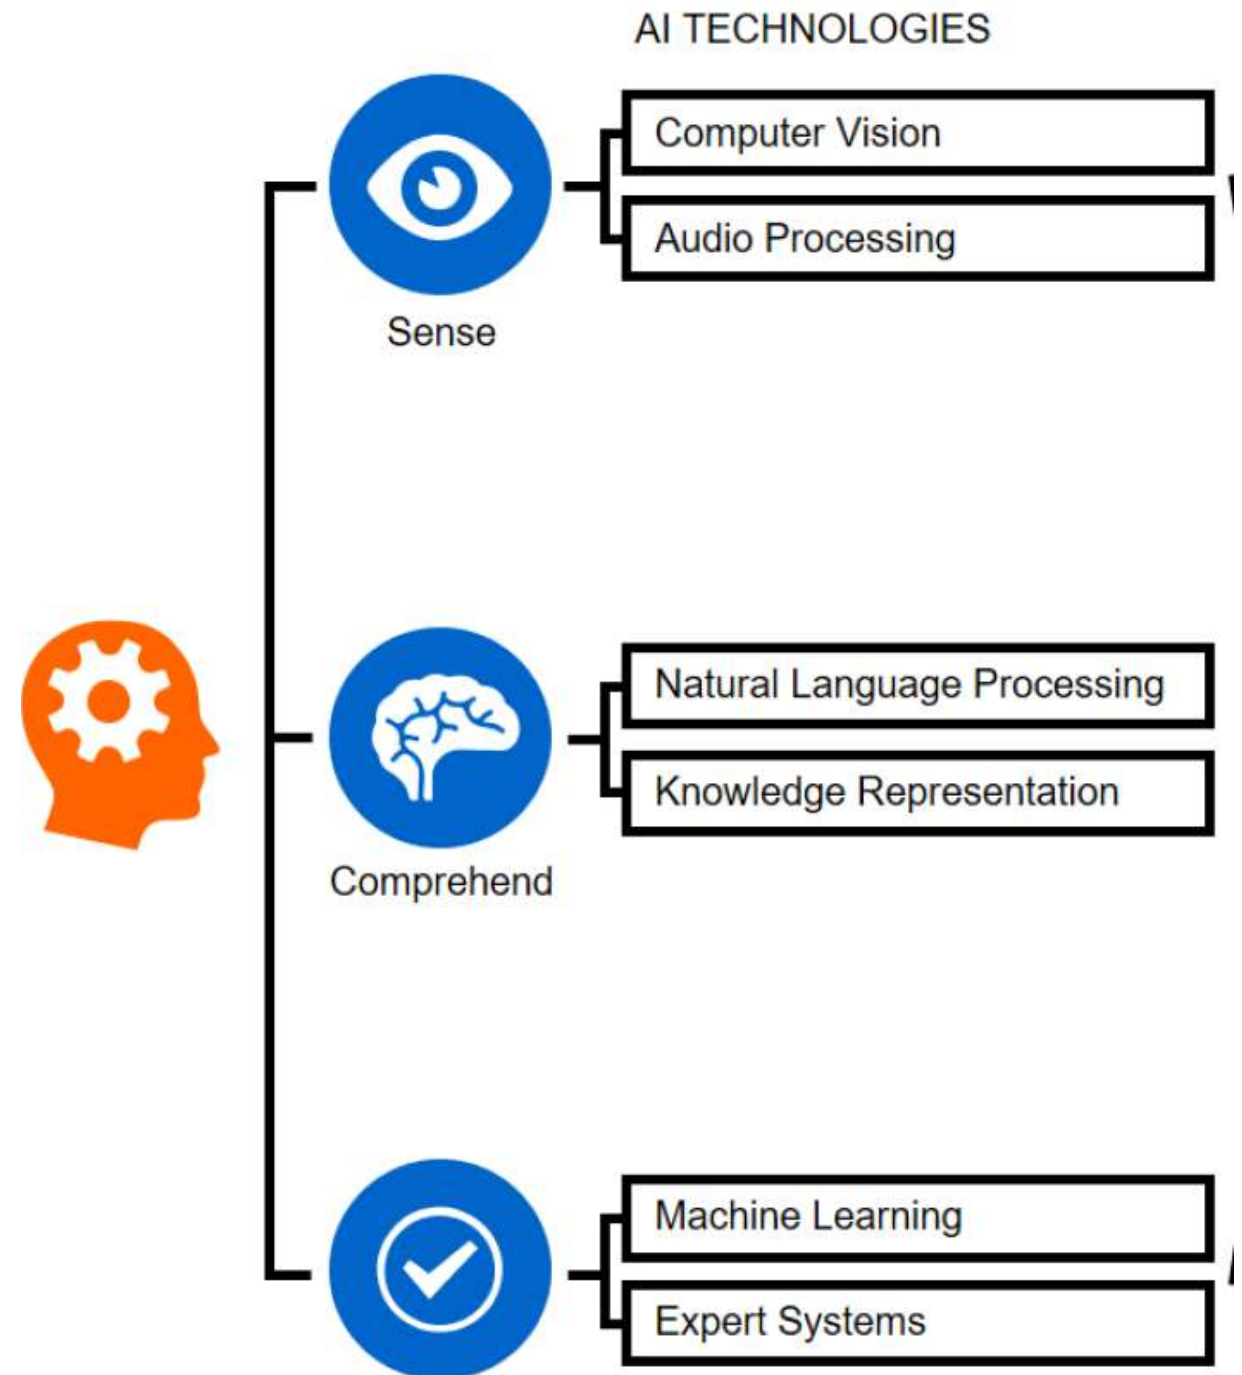 AI TECHNOLOGIES
Computer Vision
Audio Processing
Sense
Natural Language Processing
Knowledge Representation
Comprehend
Machine Learning
Expert Systems